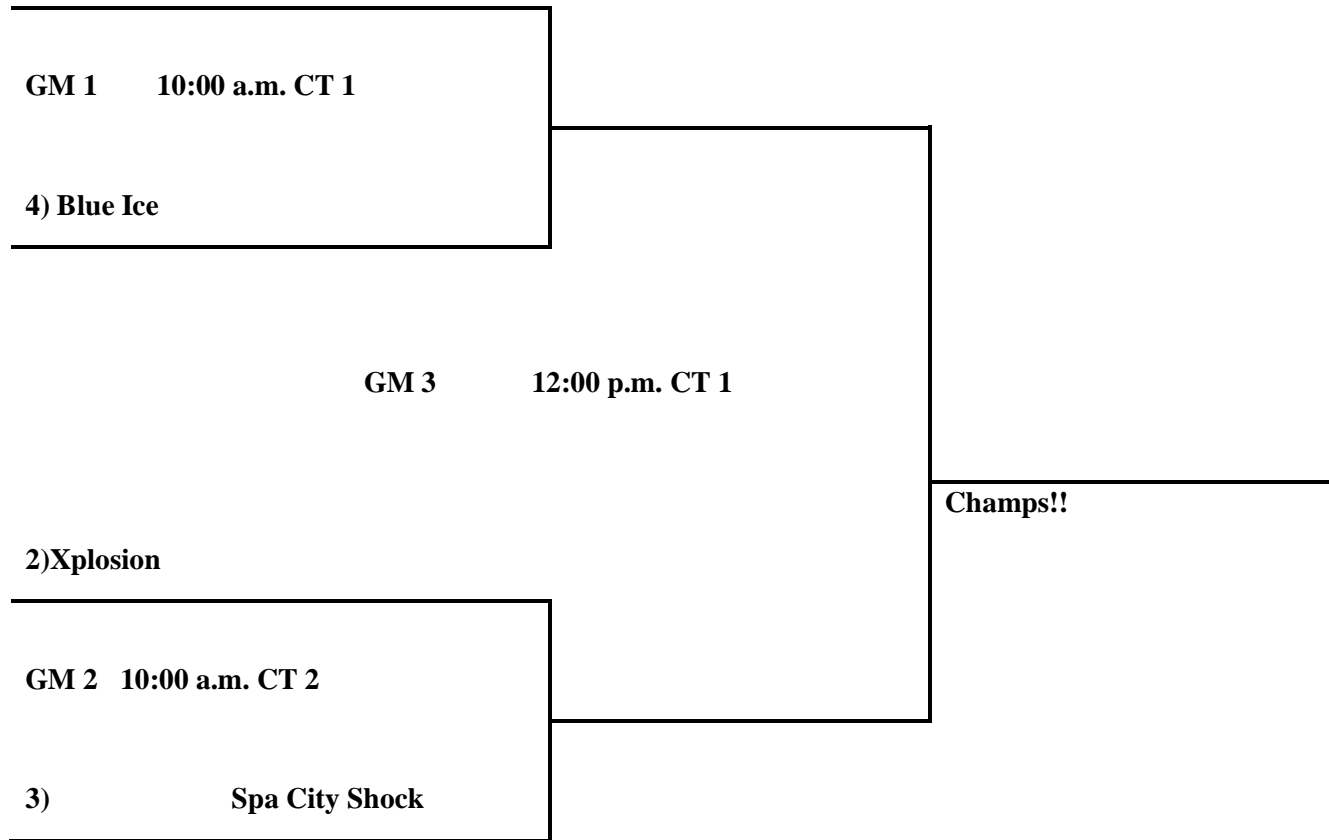 GM 1 10:00 a.m. CT 1
4) Blue Ice
GM 3 12:00 p.m. CT 1
Champs!!
2)Xplosion
GM 2 10:00 a.m. CT 2
3) Spa City Shock